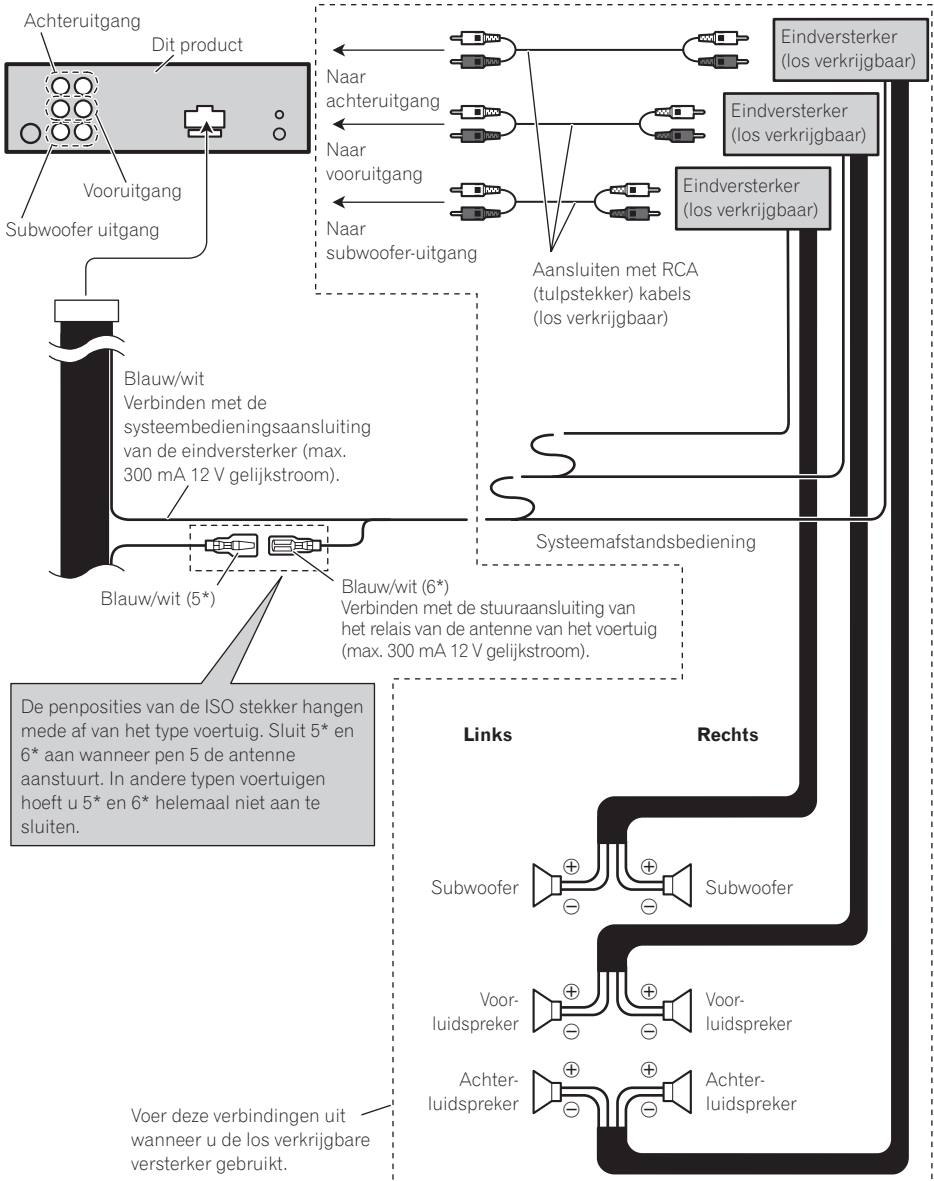 Achteruitgang
Dit product
Vooruitgang
Subwoofer uitgang
Naar
achteruitgang
Naar
vooruitgang
Naar
subwoofer-uitgang
Eindversterker
(los verkrijgbaar)
Eindversterker
(los verkrijgbaar)
Eindversterker
(los verkrijgbaar)
Aansluiten met RCA
(tulpstekker) kabels
(los verkrijgbaar)
Blauw/wit
Verbinden met de
systeembedieningsaansluiting
van de eindversterker (max.
300 mA 12 V gelijkstroom).
Systeemafstandsbediening
Blauw/wit (5*)
Blauw/wit (6*)
Verbinden met de stuuraansluiting van
het relais van de antenne van het voertuig
(max. 300 mA 12 V gelijkstroom).
De penposities van de ISO stekker hangen
mede af van het type voertuig. Sluit 5* en
6* aan wanneer pen 5 de antenne
aanstuurt. In andere typen voertuigen
hoeft u 5* en 6* helemaal niet aan te
sluiten.
Links
Rechts
+ +
Subwoofer
Subwoofer
− −
+ +
Voor-
luidspreker
Voor-
luidspreker
− −
+ +
Achter-
luidspreker
Achter-
luidspreker
− −
Voer deze verbindingen uit
wanneer u de los verkrijgbare
versterker gebruikt.